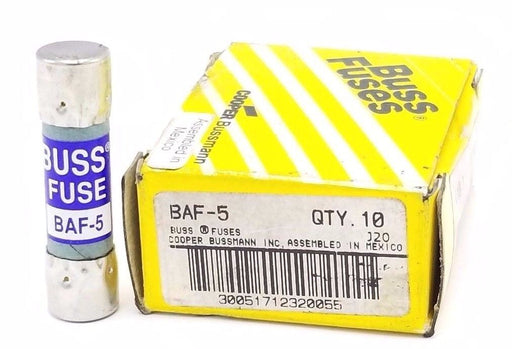 BUSS®
FUSE
BAF-5
Buss®
Fuses
COOPER Bussmann
Assembled in
Mexico
BAF-5 QTY. 10
BUSS ® FUSES J20
COOPER BUSSMANN INC. ASSEMBLED IN MEXICO
30051712320055